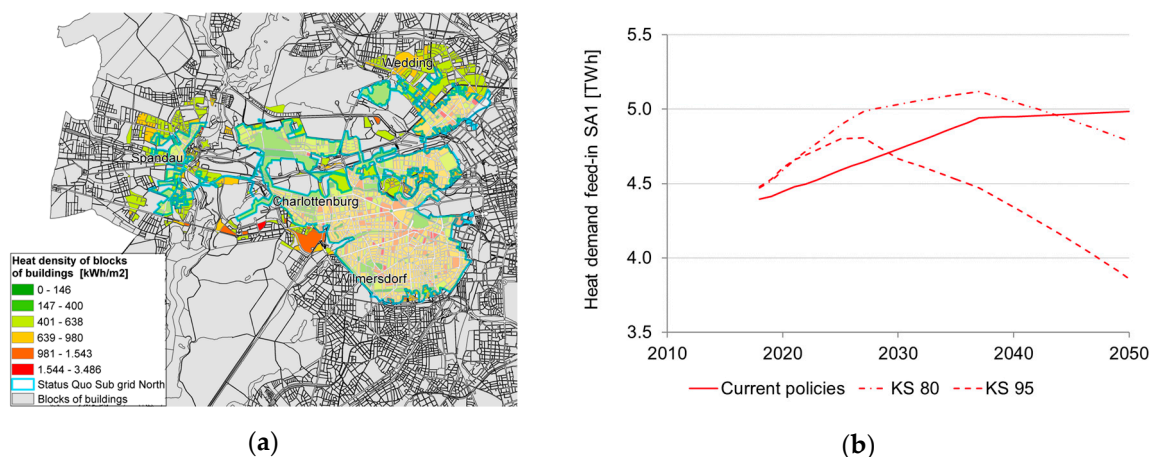 Wedding
Spandau
Charlottenburg
Wilmersdorf
Heat density of blocks
of buildings [kWh/m2]
0 - 146
147 - 400
401 - 638
639 - 980
981 - 1.543
1.544 - 3.486
Status Quo Sub grid North
Blocks of buildings
(a)
Heat demand feed-in SA1 [TWh]
5.5
5.0
4.5
4.0
3.5
2010 2020 2030 2040 2050
Current policies KS 80 KS 95
(b)